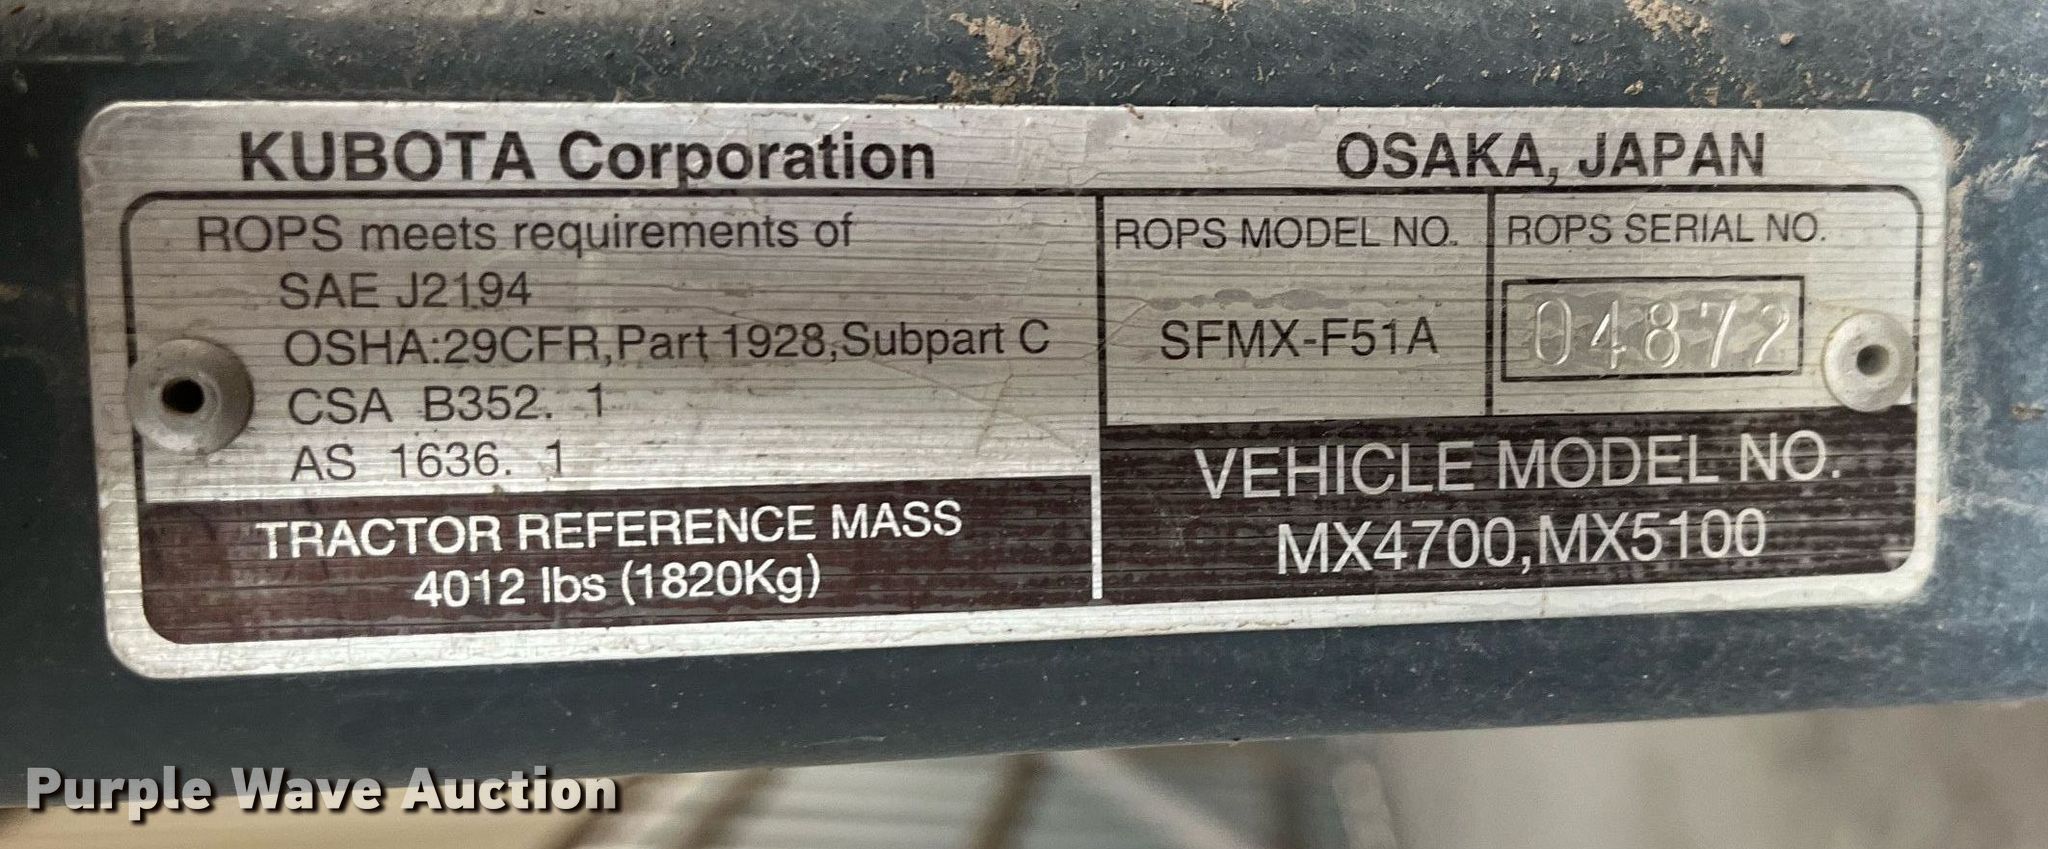 KUBOTA Corporation OSAKA, JAPAN
ROPS meets requirements of
SAE J2194
OSHA:29CFR,Part 1928,Subpart C
CSA B352. 1
AS 1636. 1
TRACTOR REFERENCE MASS
4012 lbs (1820Kg)
ROPS MODEL NO.
SFMX-F51A
ROPS SERIAL NO.
04872
VEHICLE MODEL NO.
MX4700,MX5100
Purple Wave Auction